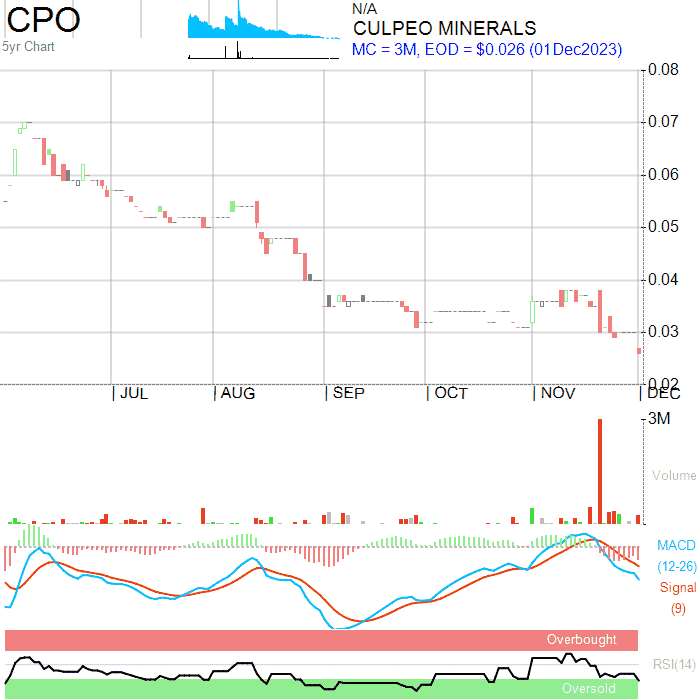 CPO
5yr Chart
N/A
CULPEO MINERALS
MC = 3M, EOD = $0.026 (01Dec2023)
0.08
0.07
0.06
0.05
0.04
0.03
0.02
JUL
AUG
SEP
OCT
NOV
DEC
3M
Volume
MACD
(12-26)
Signal
(9)
Overbought
RSI(14)
Oversold